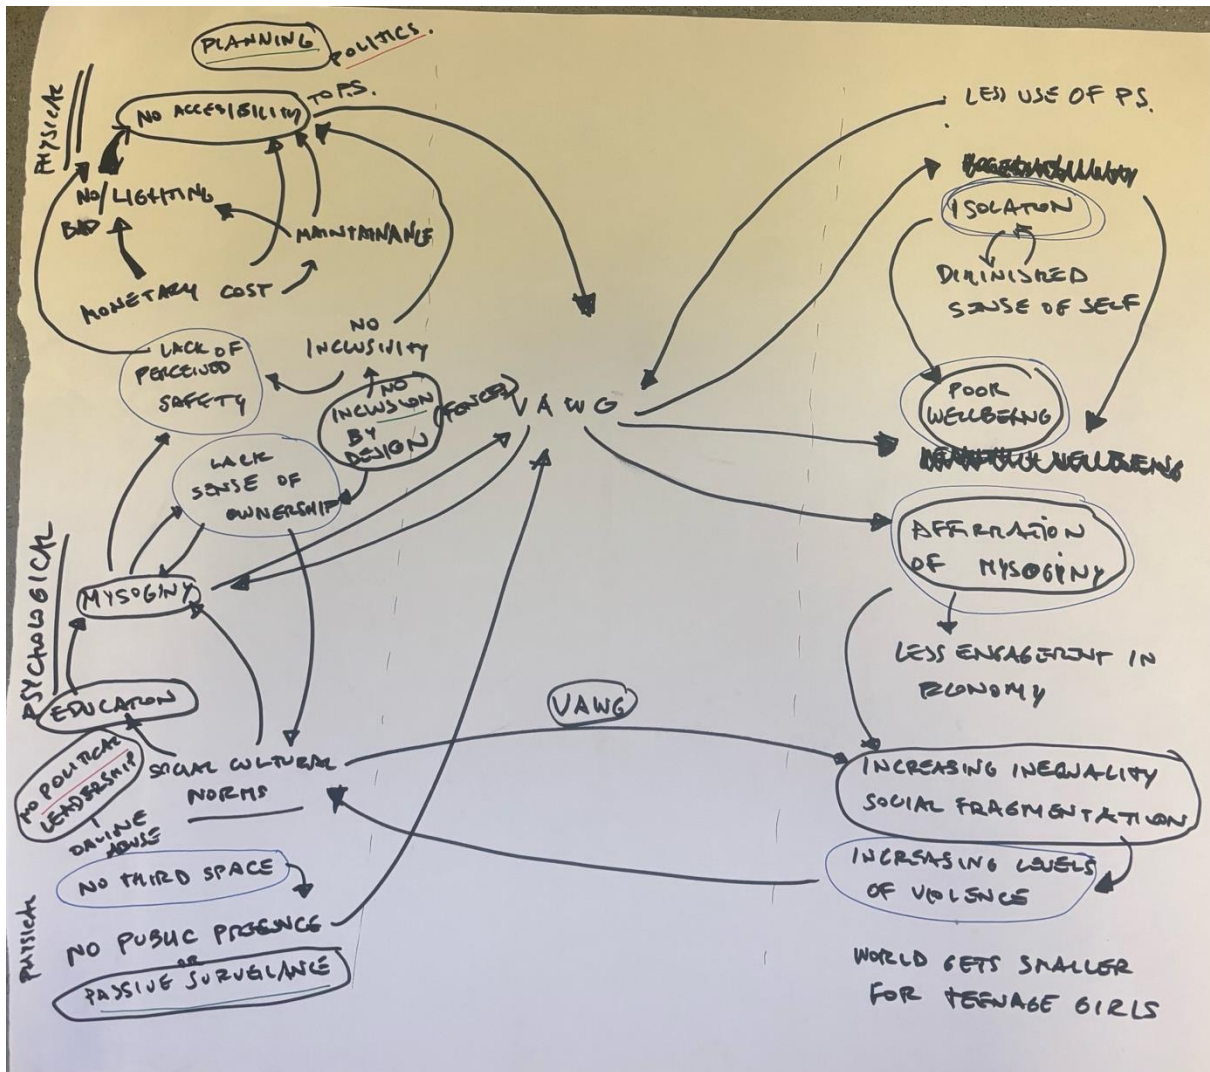 PLANNING
POLITICS.
PHYSICAL
NO ACCESIBILITY TO P.S.
NO/LIGHTING
BAD
MAINTAINANCE
MONETARY COST
NO
INCLUSIVITY
LACK OF
PERCEIVED
SAFETY
NO
INCLUSION
BY
DESIGN
(FENCES)
LACK
SENSE OF
OWNERSHIP
PSYCHOLOGICAL
MYSOGINY
EDUCATION
NO POLITICAL
LEADERSHIP
ONLINE
ABUSE
SOCIAL CULTURAL
NORMS
PHYSICAL
NO THIRD SPACE
NO PUBLIC PRESENCE
OR
PASSIVE SURVEILANCE
VAWG
VAWG
LESS USE OF P.S.
ISOLATION
DIMINISHED
SENSE OF SELF
POOR
WELLBEING
WELLBEING
AFFIRMATION
OF MYSOGINY
LESS ENGAGEMENT IN
ECONOMY
INCREASING INEQUALITY
SOCIAL FRAGMENTATION
INCREASING LEVELS
OF VIOLENCE
WORLD GETS SMALLER
FOR TEENAGE GIRLS